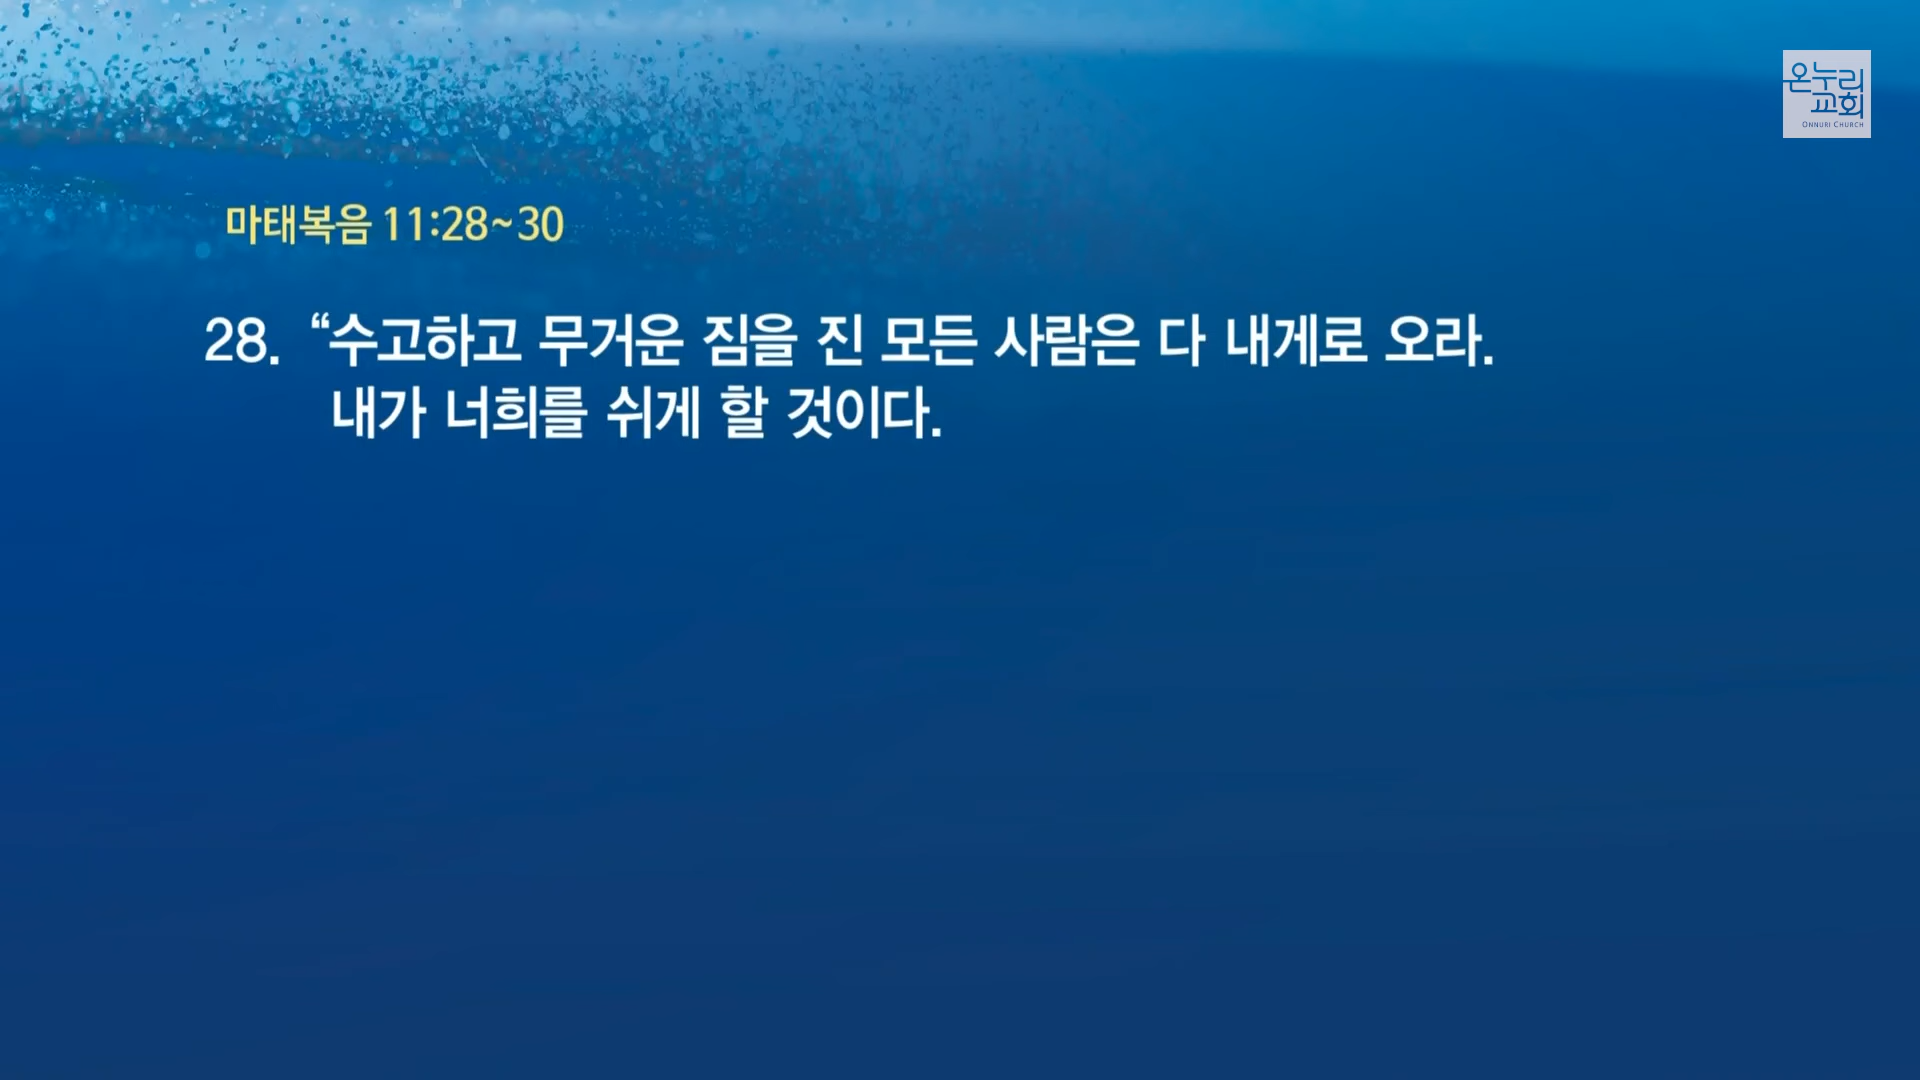 온누리
교회
ONNURI CHURCH
마태복음 11:28~30
28. “수고하고 무거운 짐을 진 모든 사람은 다 내게로 오라.
내가 너희를 쉬게 할 것이다.